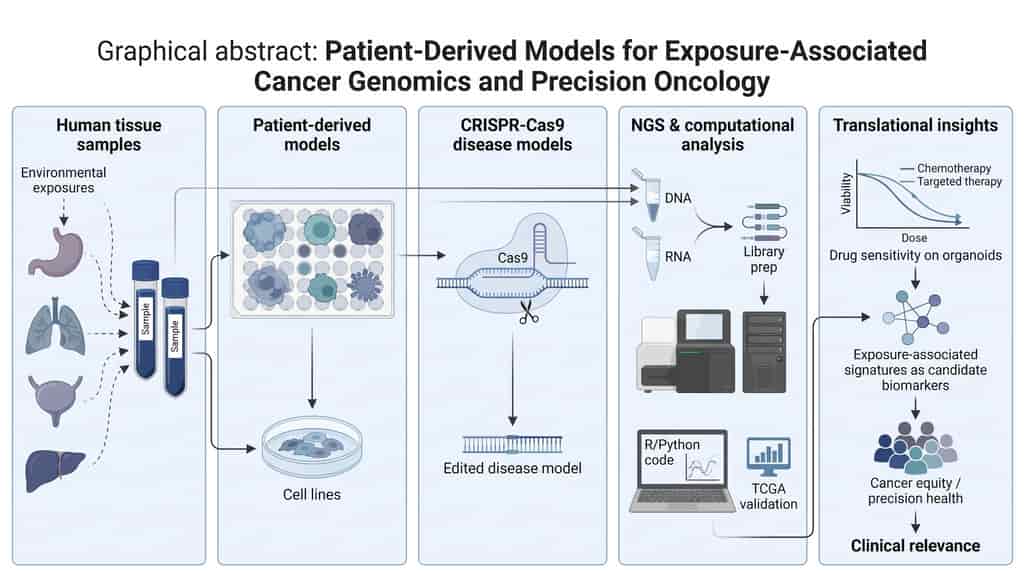 Graphical abstract: Patient-Derived Models for Exposure-Associated
Cancer Genomics and Precision Oncology
Human tissue
samples
Environmental
exposures
Sample
Sample
Patient-derived
models
Cell lines
CRISPR-Cas9
disease models
Cas9
Edited disease model
NGS & computational
analysis
DNA
RNA
Library
prep
R/Python
code
TCGA
validation
Translational insights
Viability
Chemotherapy
Targeted therapy
Dose
Drug sensitivity on organoids
Exposure-associated
signatures as candidate
biomarkers
Cancer equity /
precision health
Clinical relevance